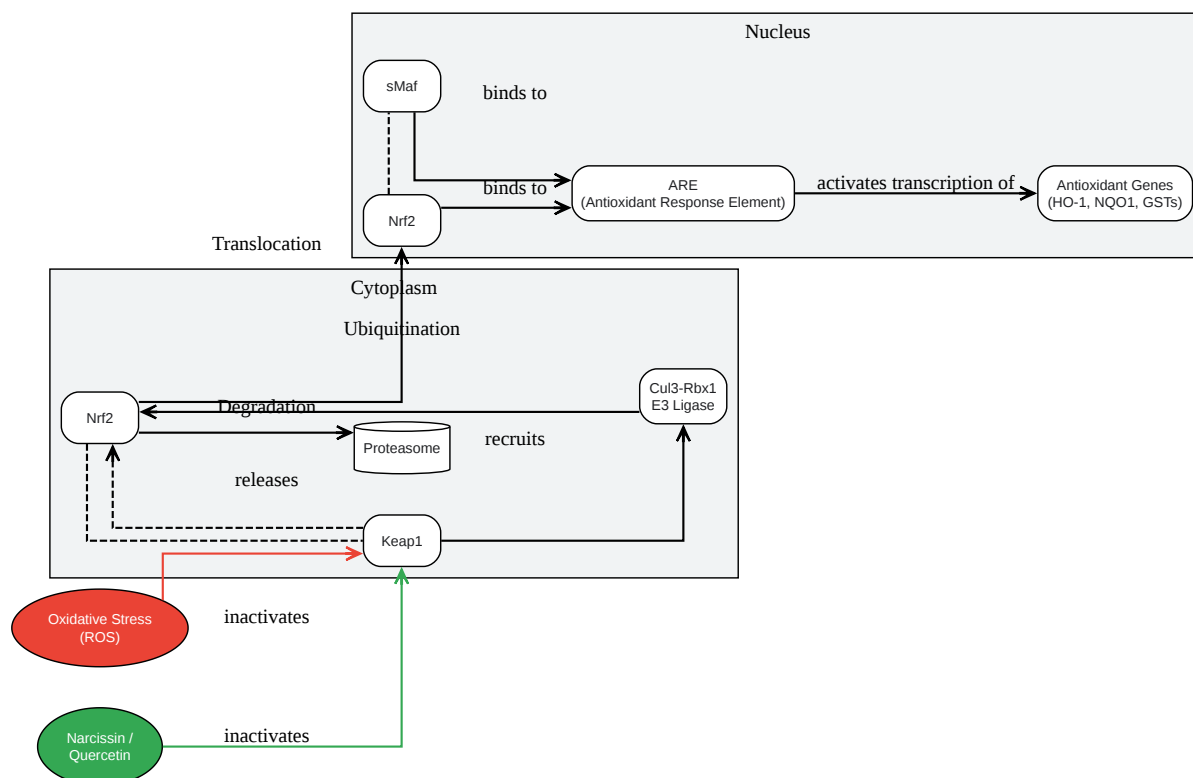 Nucleus
sMaf
binds to
binds to
ARE
(Antioxidant Response Element)
activates transcription of
Antioxidant Genes
(HO-1, NQO1, GSTs)
Nrf2
Translocation
Cytoplasm
Ubiquitination
Cul3-Rbx1
E3 Ligase
Nrf2
Degradation
Proteasome
recruits
releases
Keap1
Oxidative Stress
(ROS)
inactivates
Narcissin /
Quercetin
inactivates